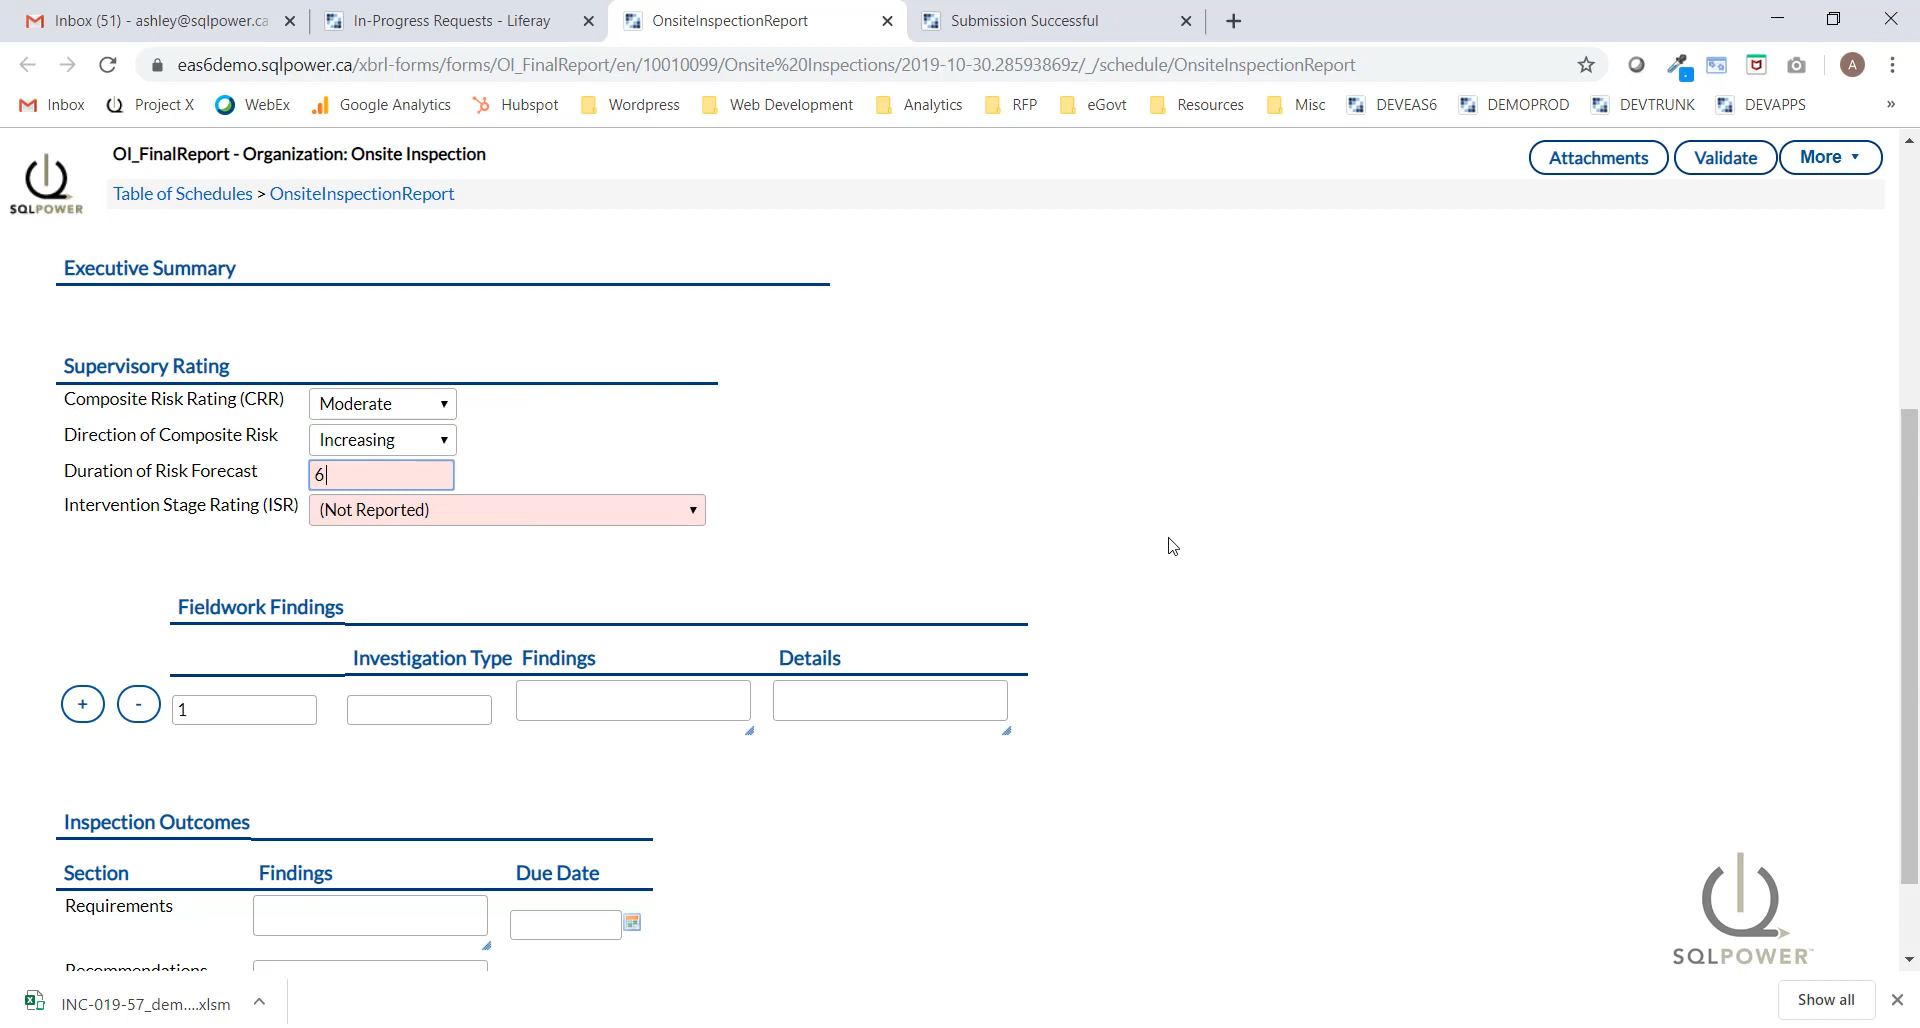 Inbox (51) - ashley@sqlpower.ca
In-Progress Requests - Liferay
OnsiteInspectionReport
Submission Successful
eas6demo.sqlpower.ca/xbrl-forms/forms/OI_FinalReport/en/10010099/Onsite%20Inspections/2019-10-30.28593869z/_/schedule/OnsiteInspectionReport
A
Inbox
Project X
WebEx
Google Analytics
Hubspot
Wordpress
Web Development
Analytics
RFP
eGovt
Resources
Misc
DEVEAS6
DEMOPROD
DEVTRUNK
DEVAPPS
»
SQLPOWER
OI_FinalReport - Organization: Onsite Inspection
Attachments
Validate
More
Table of Schedules > OnsiteInspectionReport
Executive Summary
Supervisory Rating
Composite Risk Rating (CRR) Moderate
Direction of Composite Risk Increasing
Duration of Risk Forecast 6
Intervention Stage Rating (ISR) (Not Reported)
Fieldwork Findings
Investigation Type Findings Details
+ - 1
Inspection Outcomes
Section Findings Due Date
Requirements
Recommendations
SQLPOWER™
INC-019-57_dem....xlsm
Show all